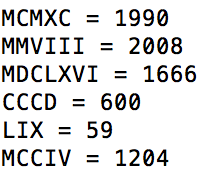 MCMXC = 1990
MMVIII = 2008
MDCLXVI = 1666
CCCD = 600
LIX = 59
MCCIV = 1204